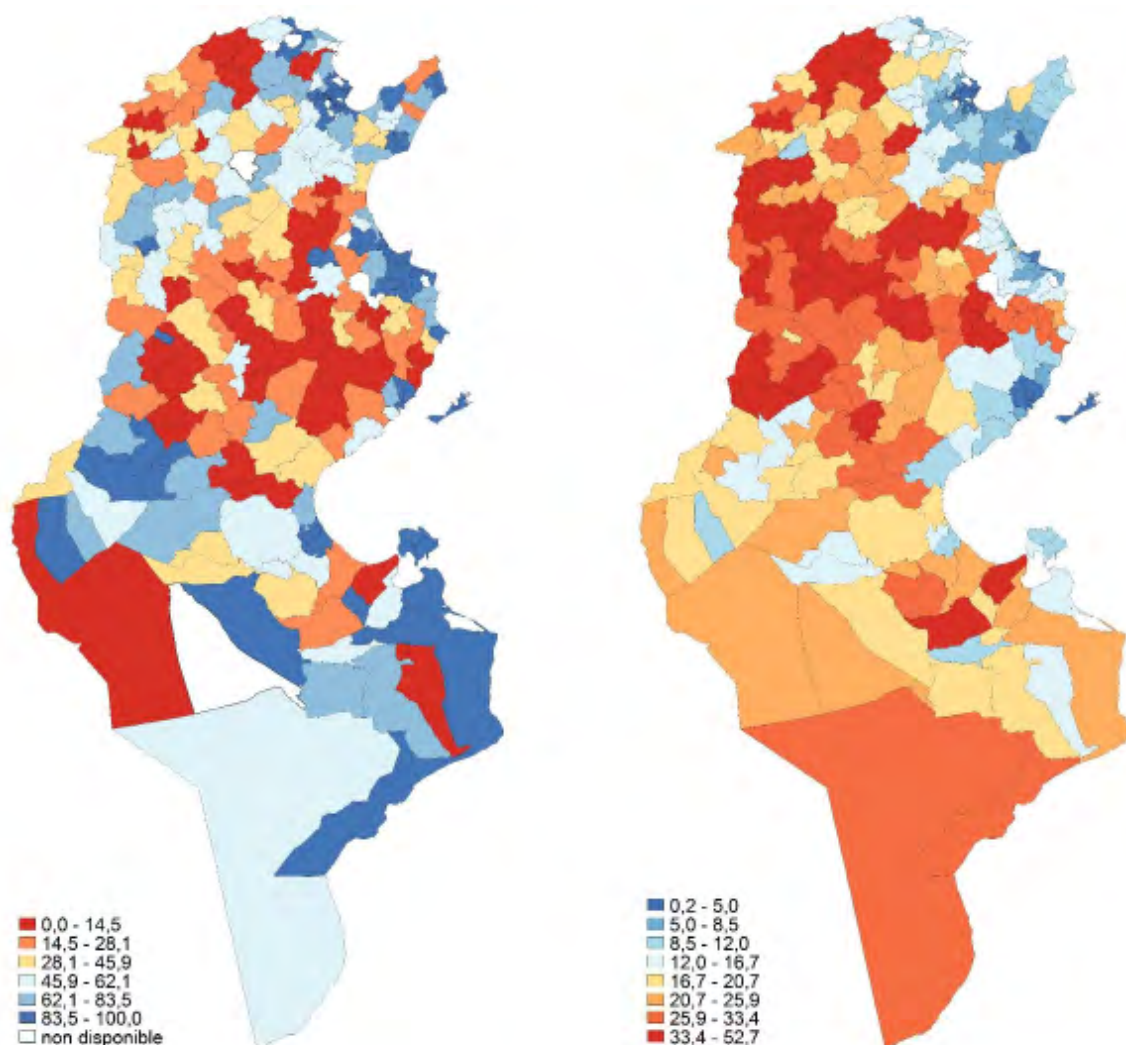 0,0 - 14,5
14,5 - 28,1
28,1 - 45,9
45,9 - 62,1
62,1 - 83,5
83,5 - 100,0
non disponible
0,2 - 5,0
5,0 - 8,5
8,5 - 12,0
12,0 - 16,7
16,7 - 20,7
20,7 - 25,9
25,9 - 33,4
33,4 - 52,7